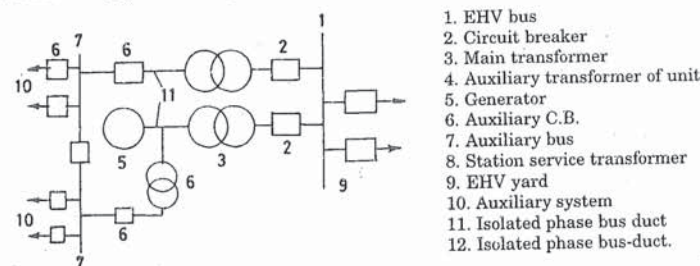 1
6
7
6
2
10
11
5
3
2
6
10
6
9
7
1. EHV bus
2. Circuit breaker
3. Main transformer
4. Auxiliary transformer of unit
5. Generator
6. Auxiliary C.B.
7. Auxiliary bus
8. Station service transformer
9. EHV yard
10. Auxiliary system
11. Isolated phase bus duct
12. Isolated phase bus-duct.